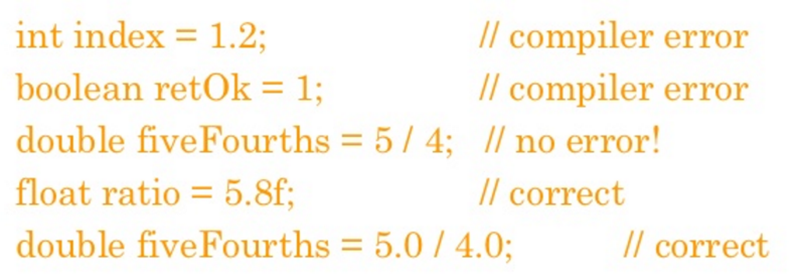 int index = 1.2; // compiler error
boolean retOk = 1; // compiler error
double fiveFourths = 5 / 4; // no error!
float ratio = 5.8f; // correct
double fiveFourths = 5.0 / 4.0; // correct